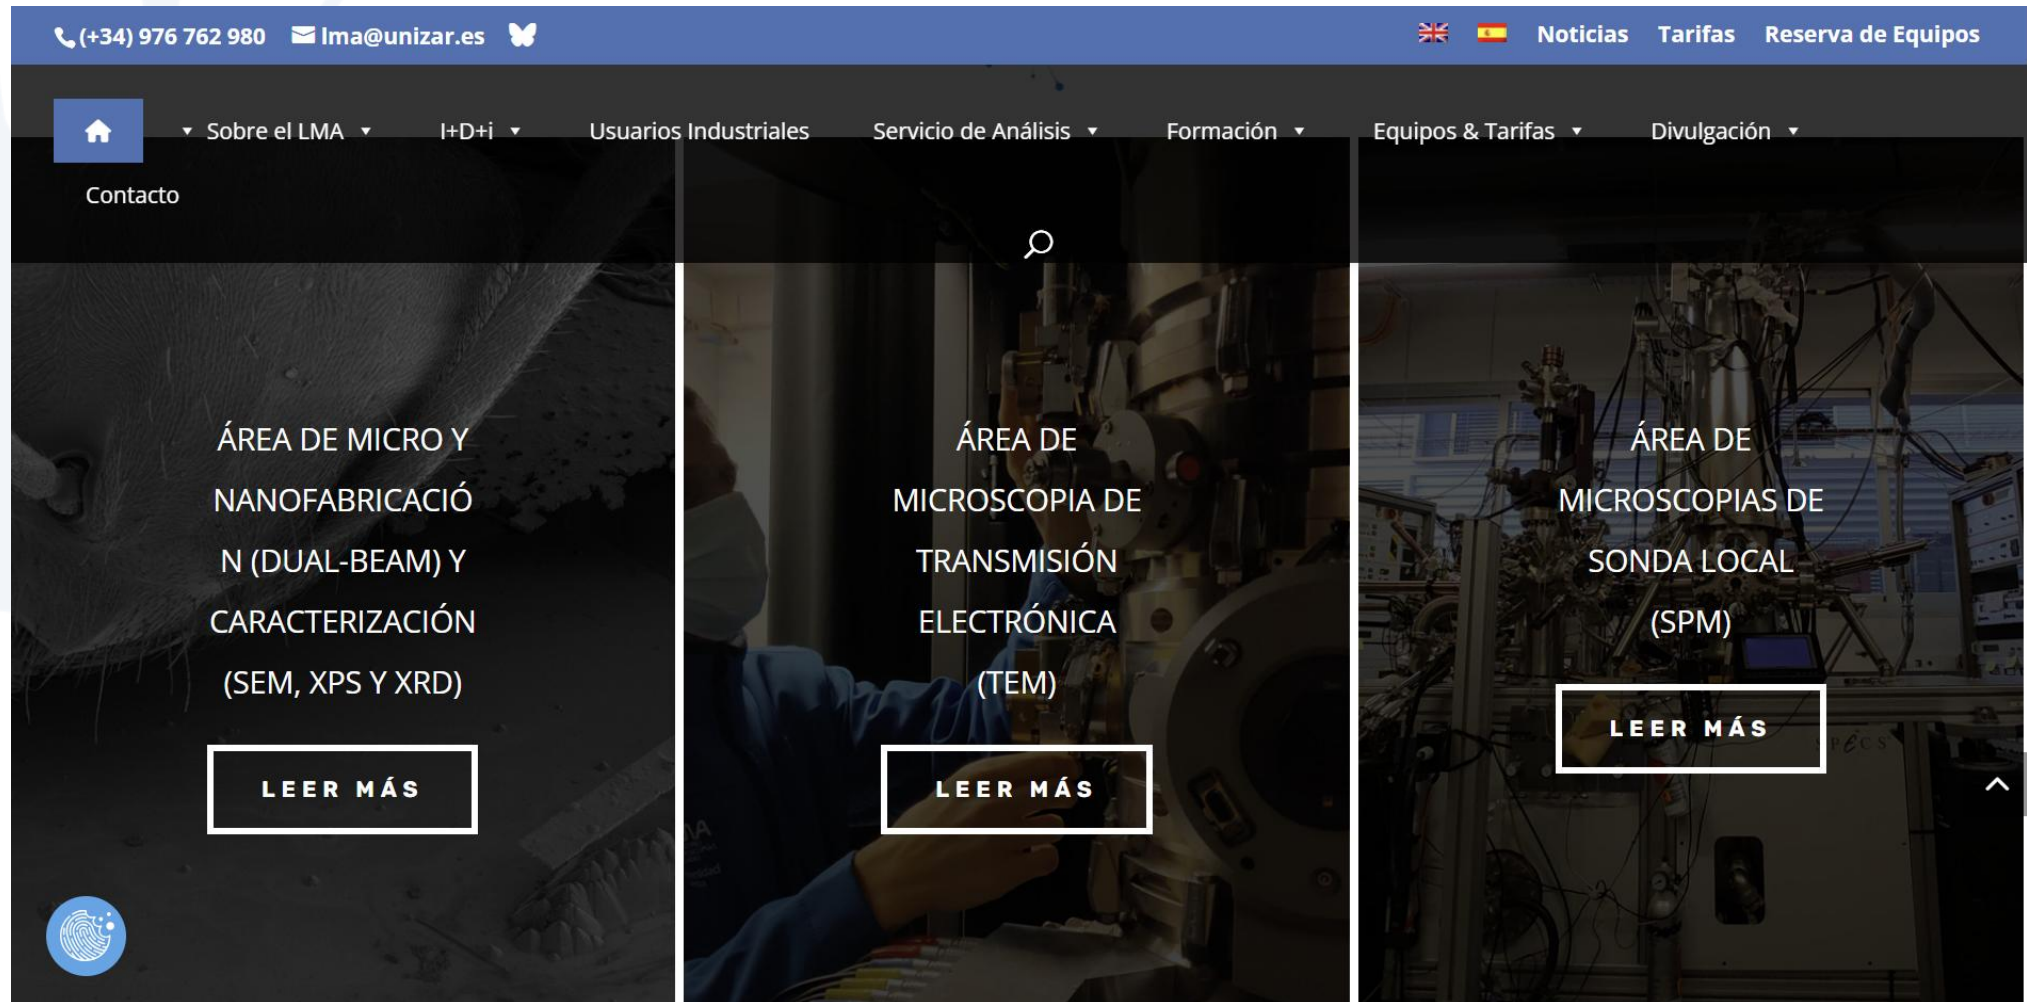 (+34) 976 762 980 lma@unizar.es Noticias Tarifas Reserva de Equipos
Sobre el LMA I+D+i Usuarios Industriales Servicio de Análisis Formación Equipos & Tarifas Divulgación
Contacto
ÁREA DE MICRO Y
NANOFABRICACIÓ
N (DUAL-BEAM) Y
CARACTERIZACIÓN
(SEM, XPS Y XRD)
LEER MÁS
ÁREA DE
MICROSCOPIA DE
TRANSMISIÓN
ELECTRÓNICA
(TEM)
LEER MÁS
ÁREA DE
MICROSCOPIAS DE
SONDA LOCAL
(SPM)
LEER MÁS
SPECS